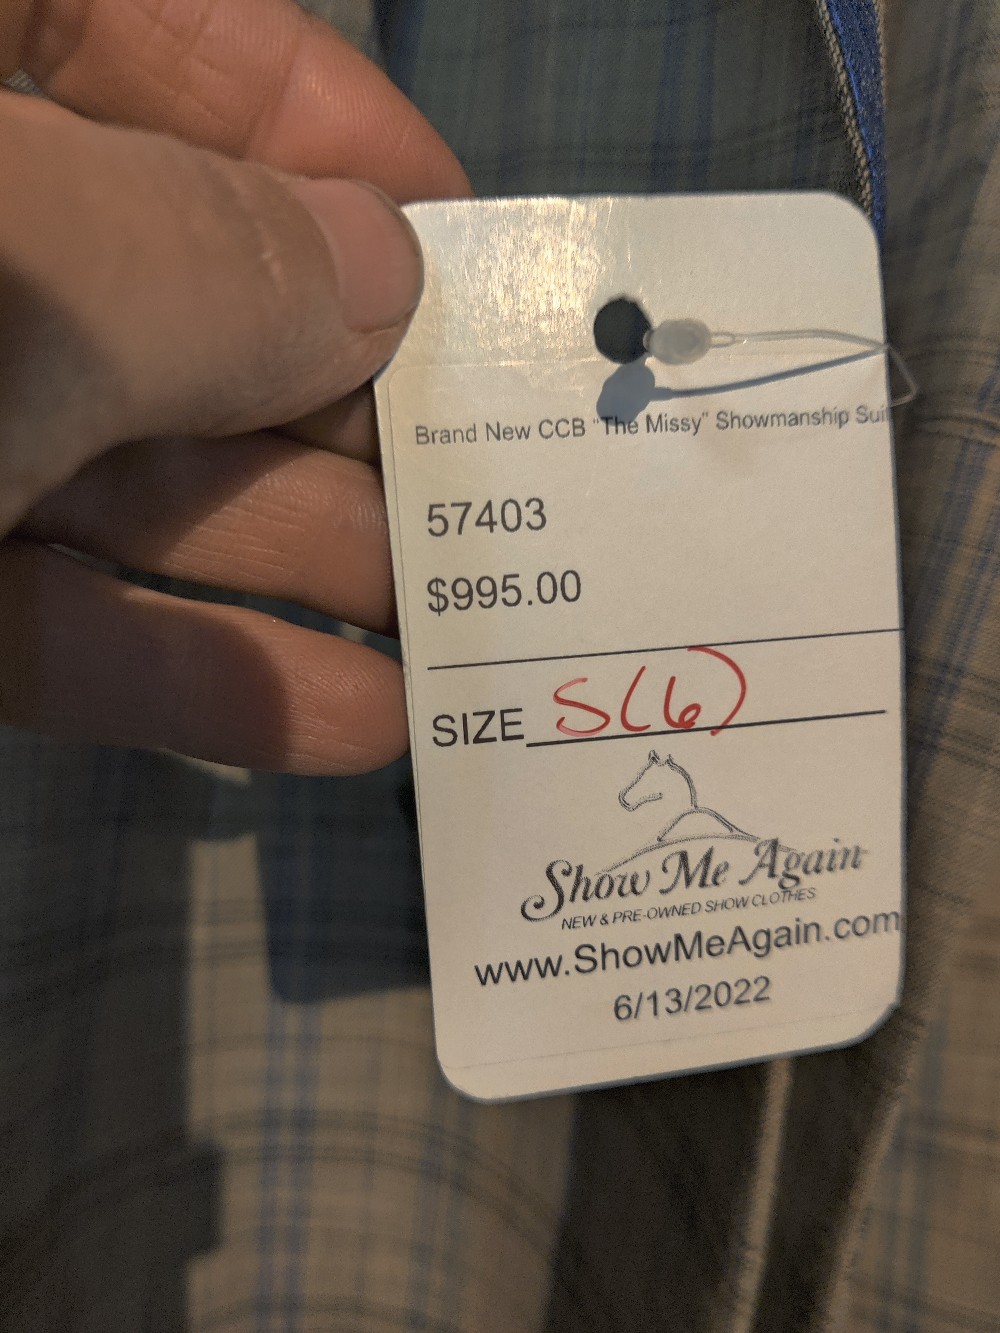 Brand New CCB "The Missy" Showmanship Sui
57403
$995.00
SIZE S(6)
Show Me Again
NEW & PRE-OWNED SHOW CLOTHES
www.ShowMeAgain.com
6/13/2022